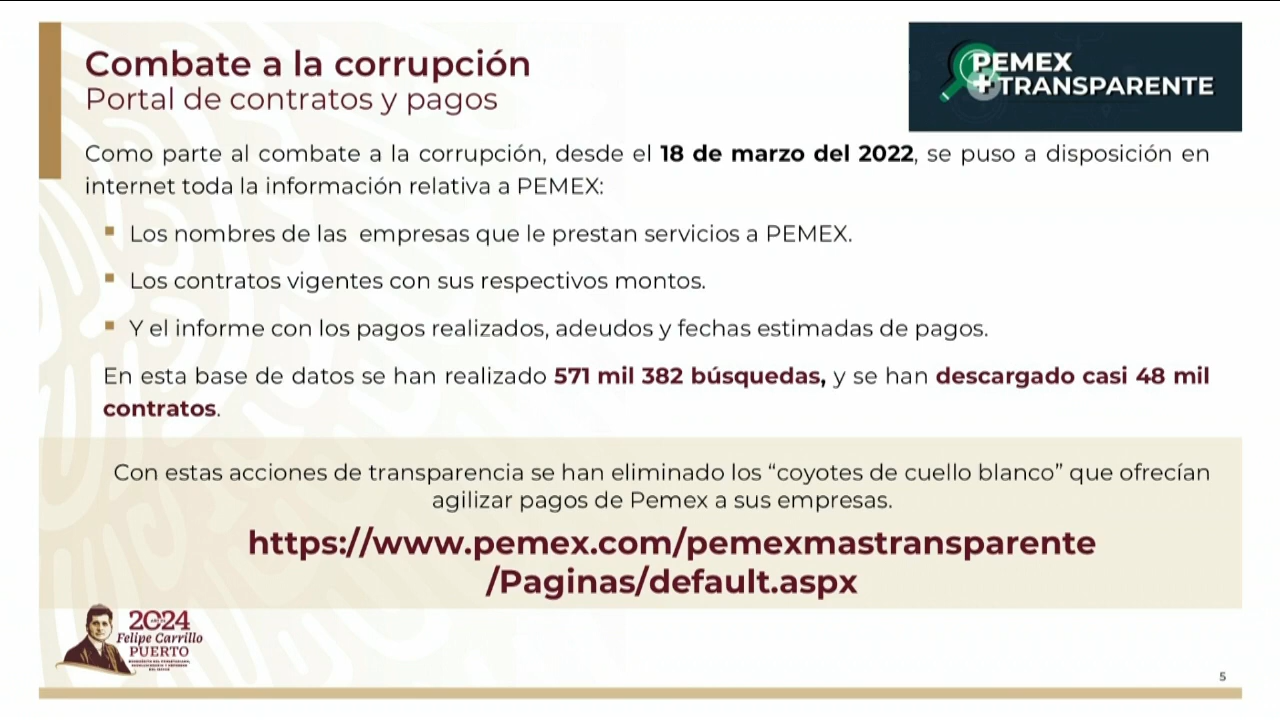 Combate a la corrupción
Portal de contratos y pagos
PEMEX
+TRANSPARENTE
Como parte al combate a la corrupción, desde el 18 de marzo del 2022, se puso a disposición en
internet toda la información relativa a PEMEX:
▪ Los nombres de las empresas que le prestan servicios a PEMEX.
▪ Los contratos vigentes con sus respectivos montos.
▪ Y el informe con los pagos realizados, adeudos y fechas estimadas de pagos.
En esta base de datos se han realizado 571 mil 382 búsquedas, y se han descargado casi 48 mil
contratos.
Con estas acciones de transparencia se han eliminado los “coyotes de cuello blanco” que ofrecían
agilizar pagos de Pemex a sus empresas.
https://www.pemex.com/pemexmastransparente
/Paginas/default.aspx
2024
Felipe Carrillo
PUERTO
5